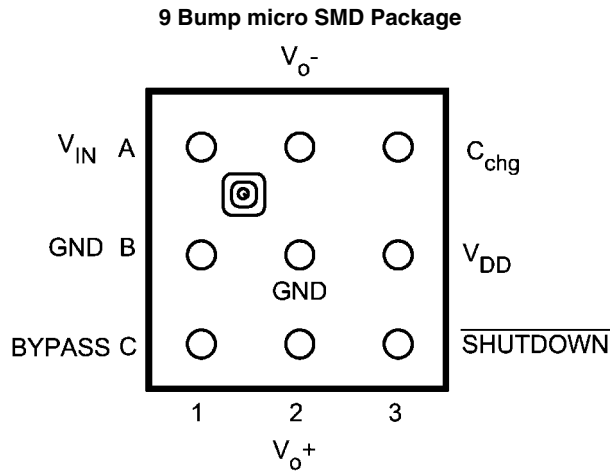 9 Bump micro SMD Package
Vo-
VIN A Cchg
GND B VDD
GND
BYPASS C SHUTDOWN
1 2 3
Vo+